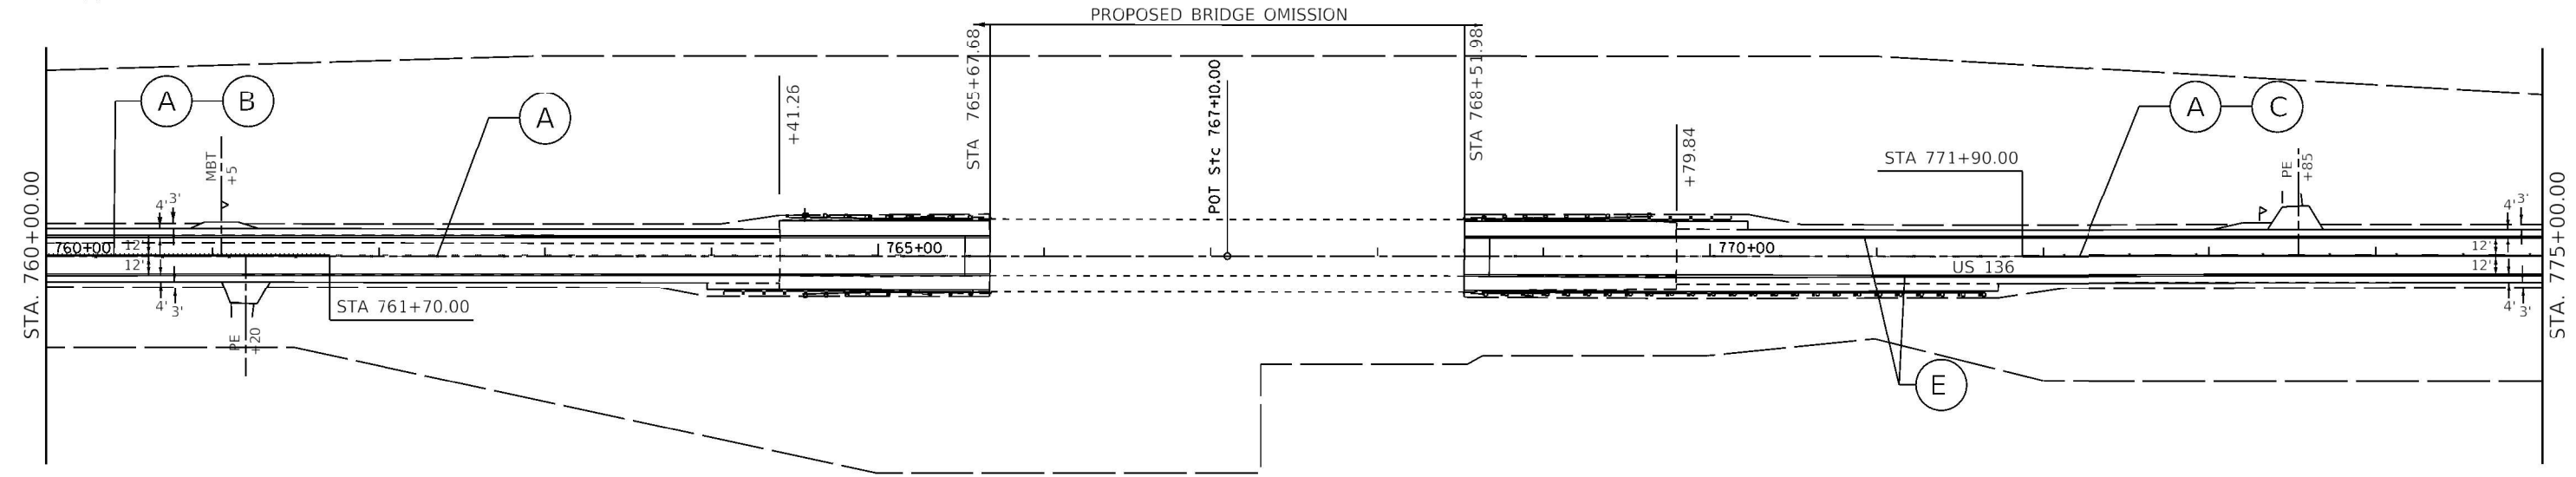 PROPOSED BRIDGE OMISSION
STA 765+67.68
STA 768+51.98
POT Stc 767+10.00
A
B
A
+41.26
+79.84
A
C
MBT
+5
PE
+85
STA 771+90.00
STA. 760+00.00
STA. 775+00.00
4' 3'
4' 3'
760+00
12'
765+00
770+00
12'
12'
US 136
12'
4' 3'
STA 761+70.00
4' 3'
PE
+20
E